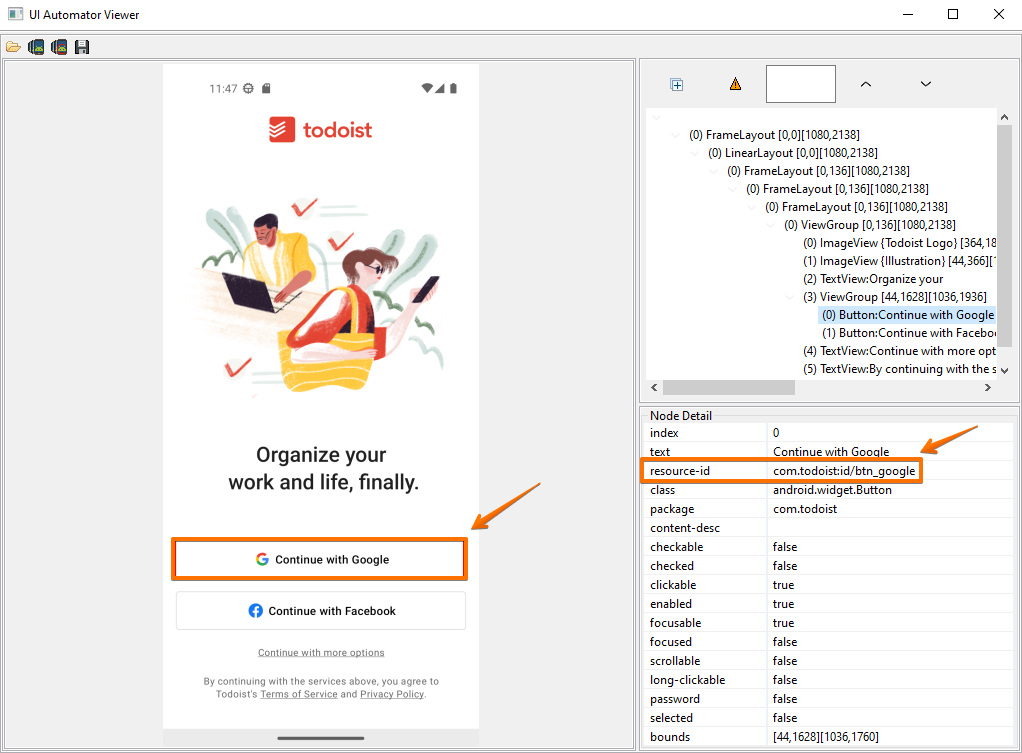 UI Automator Viewer
11:47
todoist
Organize your
work and life, finally.
Continue with Google
Continue with Facebook
Continue with more options
By continuing with the services above, you agree to
Todoist's Terms of Service and Privacy Policy.
(0) FrameLayout [0,0][1080,2138]
(0) LinearLayout [0,0][1080,2138]
(0) FrameLayout [0,136][1080,2138]
(0) FrameLayout [0,136][1080,2138]
(0) FrameLayout [0,136][1080,2138]
(0) ViewGroup [0,136][1080,2138]
(0) ImageView {Todoist Logo} [364,18
(1) ImageView {Illustration} [44,366][1
(2) TextView:Organize your
(3) ViewGroup [44,1628][1036,1936]
(0) Button:Continue with Google
(1) Button:Continue with Faceboo
(4) TextView:Continue with more opt
(5) TextView:By continuing with the s
Node Detail
index 0
text Continue with Google
resource-id com.todoist:id/btn_google
class android.widget.Button
package com.todoist
content-desc
checkable false
checked false
clickable true
enabled true
focusable true
focused false
scrollable false
long-clickable false
password false
selected false
bounds [44,1628][1036,1760]